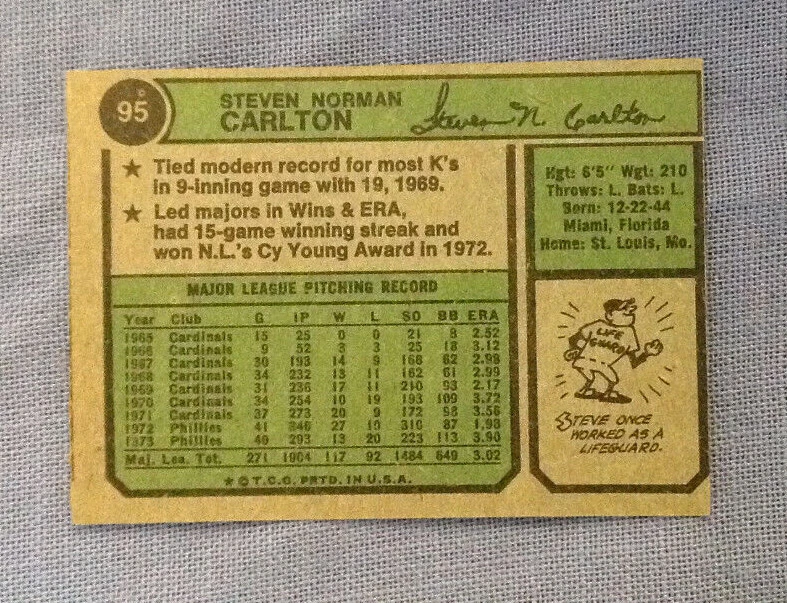 95
STEVEN NORMAN
CARLTON
Steven N. Carlton
★ Tied modern record for most K's
in 9-inning game with 19, 1969.
★ Led majors in Wins & ERA,
had 15-game winning streak and
won N.L.'s Cy Young Award in 1972.
Hgt: 6'5" Wgt: 210
Throws: L. Bats: L.
Born: 12-22-44
Miami, Florida
Home: St. Louis, Mo.
MAJOR LEAGUE PITCHING RECORD
Year Club G IP W L SO BB ERA
1965 Cardinals 15 25 0 0 21 8 2.52
1966 Cardinals 9 52 3 3 25 18 3.12
1967 Cardinals 30 193 14 9 168 62 2.98
1968 Cardinals 34 232 13 11 162 61 2.99
1969 Cardinals 31 236 17 11 210 93 2.17
1970 Cardinals 34 254 10 19 193 109 3.72
1971 Cardinals 37 273 20 9 172 98 3.56
1972 Phillies 41 346 27 10 310 87 1.98
1973 Phillies 40 293 13 20 223 113 3.90
Maj. Lea. Tot. 271 1904 117 92 1484 649 3.02
★ © T.C.G. PRTD. IN U.S.A.
LIFE
GUARD
STEVE ONCE
WORKED AS A
LIFEGUARD.